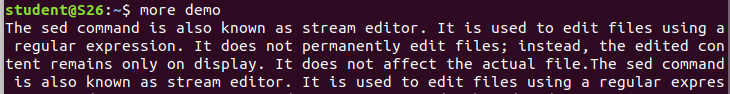 student@S26:~$ more demo
The sed command is also known as stream editor. It is used to edit files using a
 regular expression. It does not permanently edit files; instead, the edited con
tent remains only on display. It does not affect the actual file.The sed command
 is also known as stream editor. It is used to edit files using a regular expres